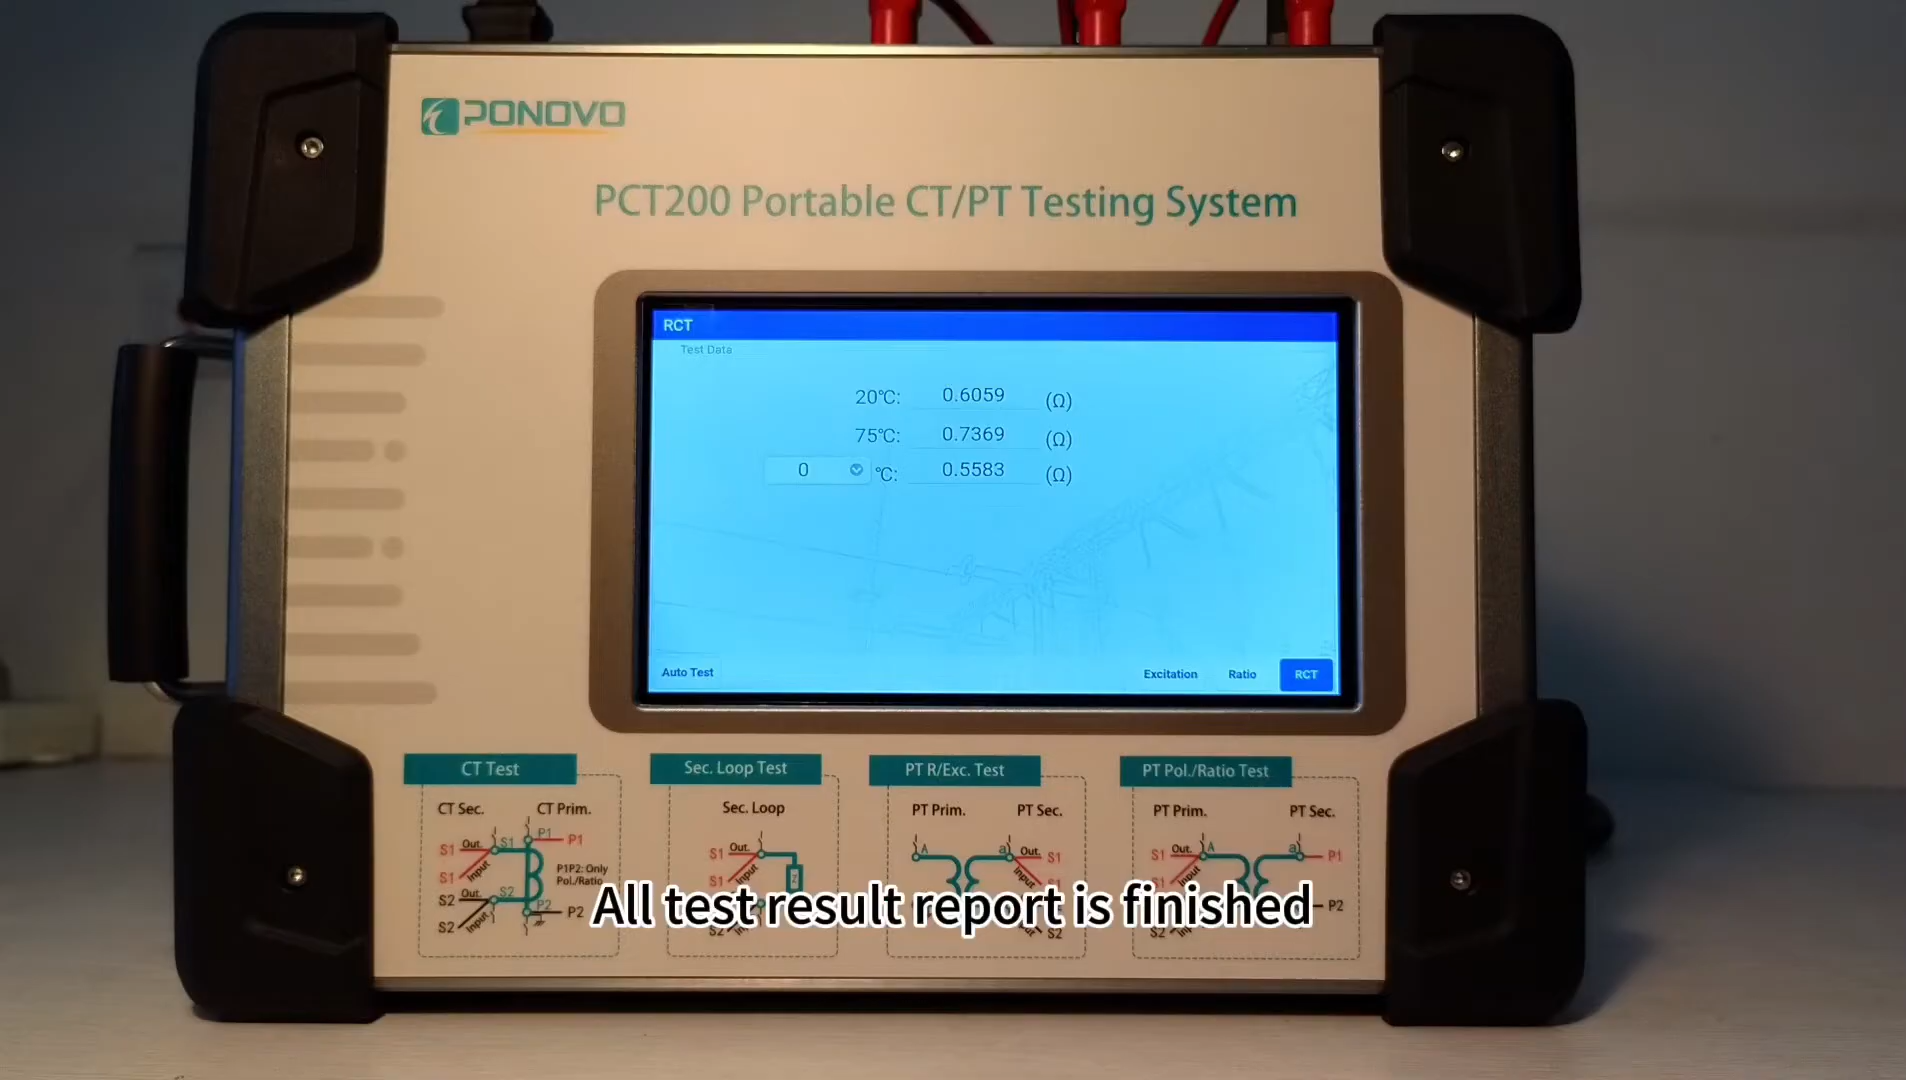 PONOVO
PCT200 Portable CT/PT Testing System
RCT
Test Data
20℃: 0.6059 (Ω)
75℃: 0.7369 (Ω)
0 ℃: 0.5583 (Ω)
Auto Test Excitation Ratio RCT
CT Test
CT Sec. CT Prim.
S1 Out. S1 P1 P1
S1 Input
P1P2: Only
Pol./Ratio
S2 Out. S2
S2 Input P2 P2
Sec. Loop Test
Sec. Loop
S1 Out.
S1 Input
Z
S2
PT R/Exc. Test
PT Prim. PT Sec.
A a Out. S1
Input
S2
PT Pol./Ratio Test
PT Prim. PT Sec.
S1 Out. A a P1
S1 Input
P2
S2
All test result report is finished